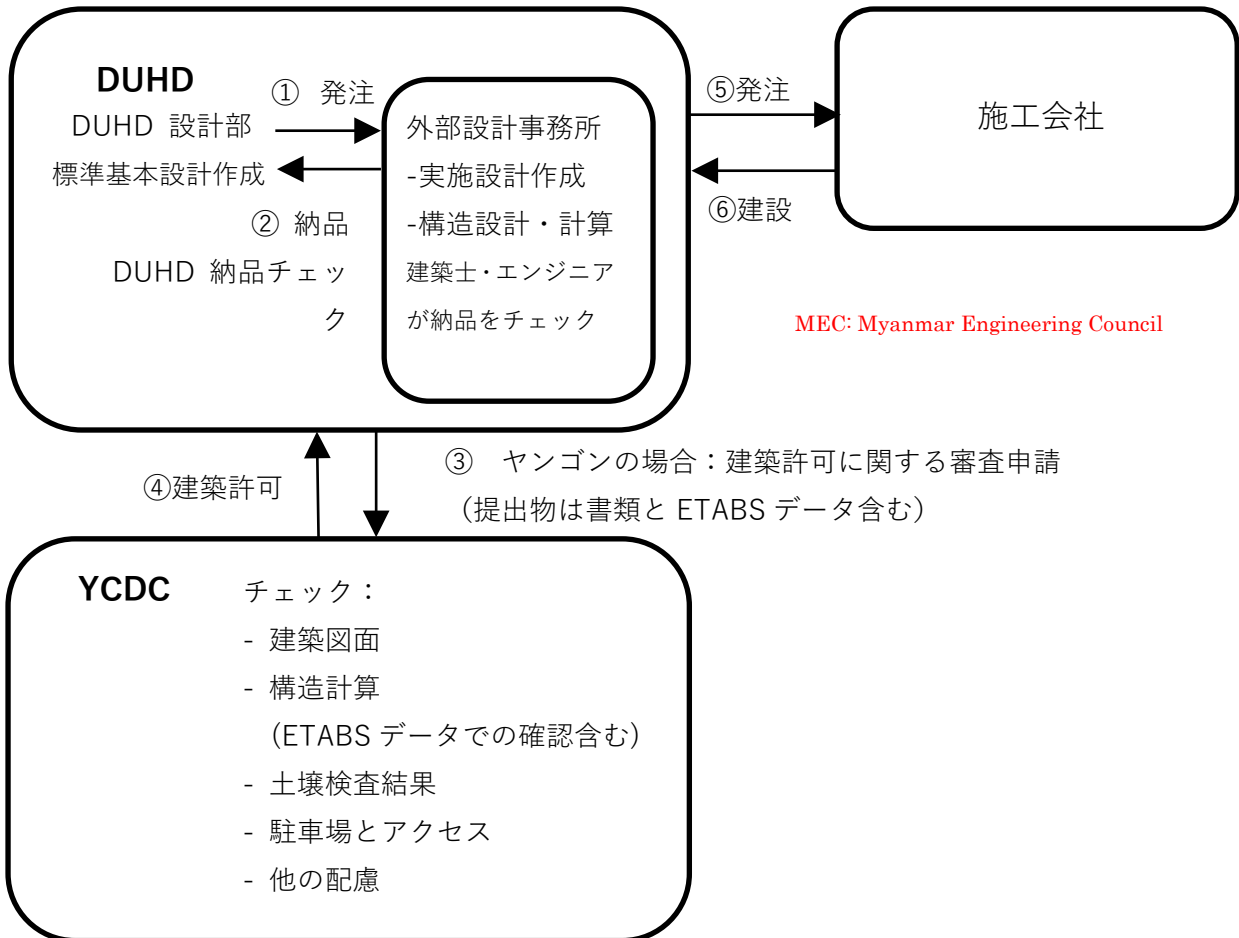 DUHD
① 発注
DUHD 設計部
標準基本設計作成
② 納品
DUHD 納品チェッ
ク
外部設計事務所
-実施設計作成
-構造設計・計算
建築士・エンジニア
が納品をチェック
⑤発注
⑥建設
施工会社
MEC: Myanmar Engineering Council
③ ヤンゴンの場合：建築許可に関する審査申請
（提出物は書類と ETABS データ含む）
④建築許可
YCDC
チェック：
- 建築図面
- 構造計算
（ETABS データでの確認含む）
- 土壌検査結果
- 駐車場とアクセス
- 他の配慮